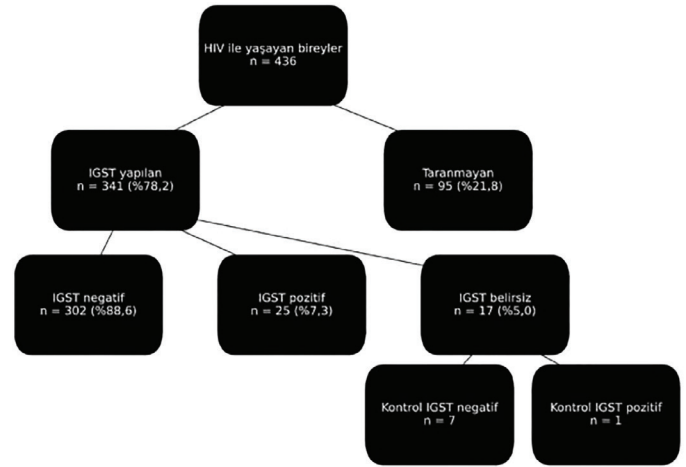 HIV ile yaşayan bireyler
n = 436
IGST yapılan
n = 341 (%78,2)
Taranmayan
n = 95 (%21,8)
IGST negatif
n = 302 (%88,6)
IGST pozitif
n = 25 (%7,3)
IGST belirsiz
n = 17 (%5,0)
Kontrol IGST negatif
n = 7
Kontrol IGST pozitif
n = 1